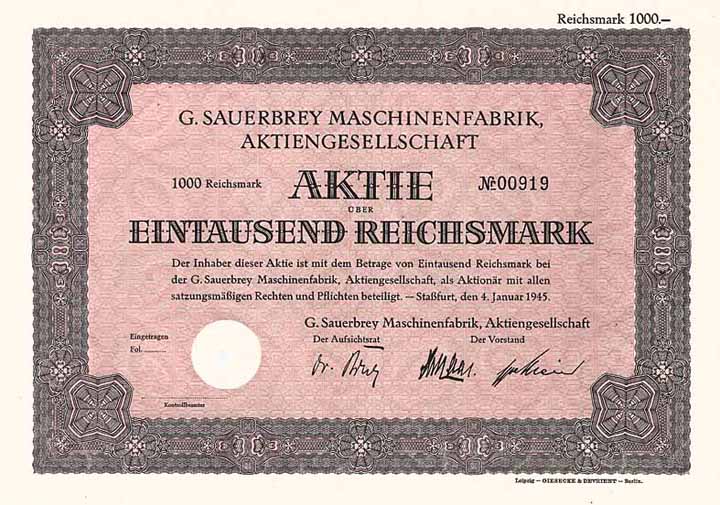 Reichsmark 1000.—
G. SAUERBREY MASCHINENFABRIK,
AKTIENGESELLSCHAFT
1000 Reichsmark AKTIE № 00919
ÜBER
EINTAUSEND REICHSMARK
Der Inhaber dieser Aktie ist mit dem Betrage von Eintausend Reichsmark bei
der G. Sauerbrey Maschinenfabrik, Aktiengesellschaft, als Aktionär mit allen
satzungsmäßigen Rechten und Pflichten beteiligt. — Staßfurt, den 4. Januar 1945.
G. Sauerbrey Maschinenfabrik, Aktiengesellschaft
Eingetragen Der Aufsichtsrat Der Vorstand
Fol.
Dr.
Kontrollbeamter
Leipzig — GIESECKE & DEVRIENT — Berlin.